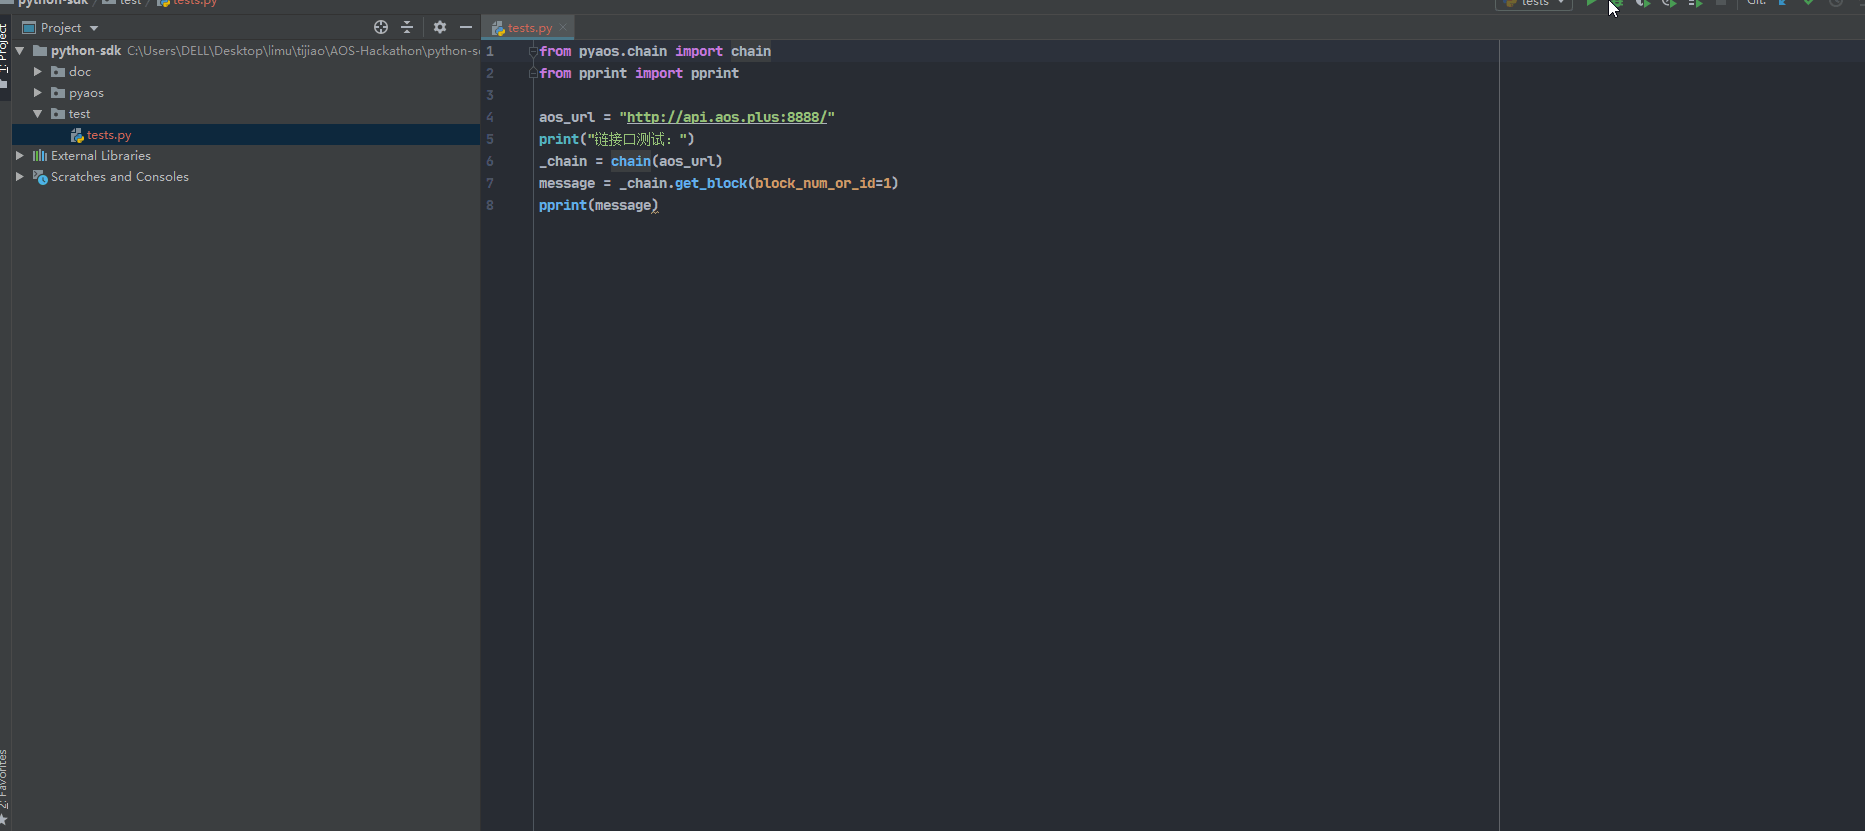 python-sdk / test / tests.py
tests
Git:
1: Project
Project
tests.py
python-sdk C:\Users\DELL\Desktop\limu\tijiao\AOS-Hackathon\python-s
doc
pyaos
test
tests.py
External Libraries
Scratches and Consoles
1 from pyaos.chain import chain
2 from pprint import pprint
3
4 aos_url = "http://api.aos.plus:8888/"
5 print("链接口测试：")
6 _chain = chain(aos_url)
7 message = _chain.get_block(block_num_or_id=1)
8 pprint(message)
2: Favorites